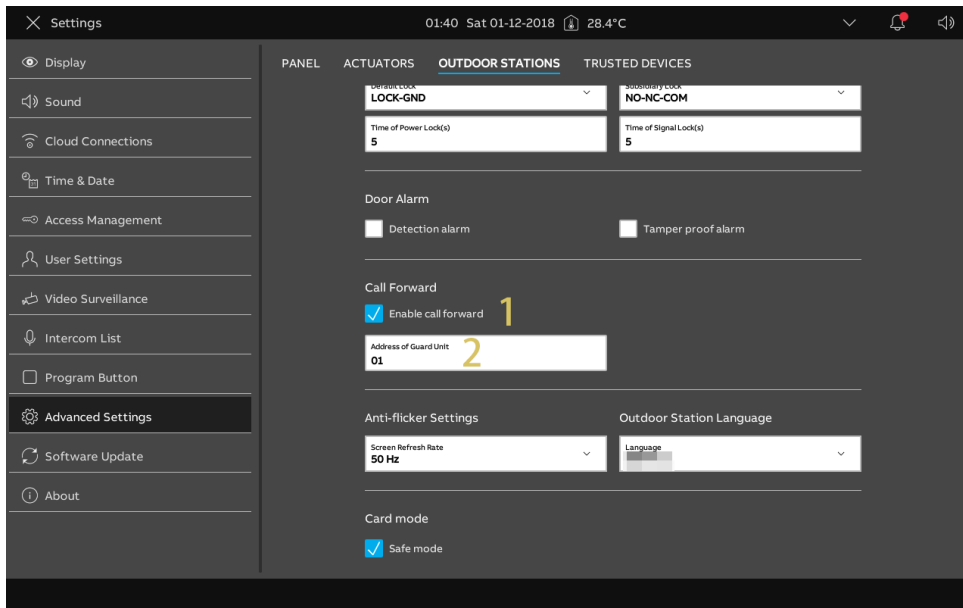 Settings
01:40 Sat 01-12-2018 28.4°C
Display
Sound
Cloud Connections
Time & Date
Access Management
User Settings
Video Surveillance
Intercom List
Program Button
Advanced Settings
Software Update
About
PANEL ACTUATORS OUTDOOR STATIONS TRUSTED DEVICES
Default Lock
LOCK-GND
Subsidiary Lock
NO-NC-COM
Time of Power Lock(s)
5
Time of Signal Lock(s)
5
Door Alarm
Detection alarm
Tamper proof alarm
Call Forward
Enable call forward 1
Address of Guard Unit 2
01
Anti-flicker Settings
Outdoor Station Language
Screen Refresh Rate
50 Hz
Language
Card mode
Safe mode